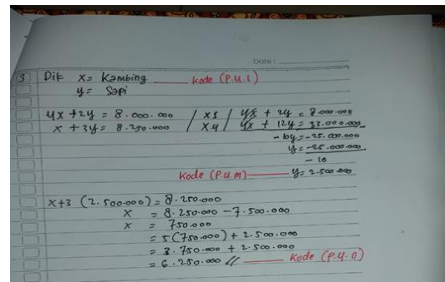 Date :
3 Dik X = Kambing kode (P.U.1)
y = Sapi
4x + 2y = 8.000.000 / x1 / 4x + 2y = 8.000.000
x + 3y = 8.250.000 / x4 / 4x + 12y = 33.000.000
- 10y = -25.000.000
y = -25.000.000
- 10
Kode (P.U.m) y = 2.500.000
x + 3 (2.500.000) = 8.250.000
x = 8.250.000 - 7.500.000
x = 750.000
= 5 (750.000) + 2.500.000
= 3.750.000 + 2.500.000
= 6.250.000 // Kode (P.U.0)